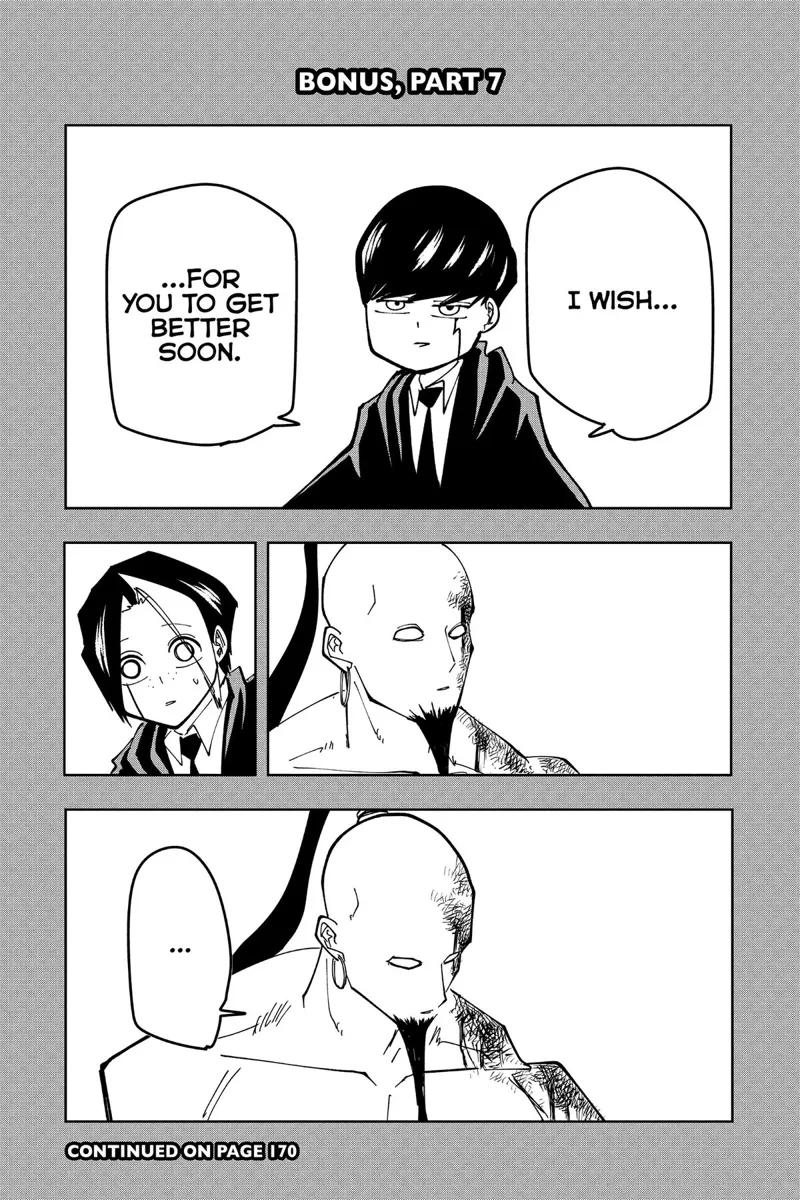 BONUS, PART 7
I WISH...
...FOR
YOU TO GET
BETTER
SOON.
...
CONTINUED ON PAGE 170